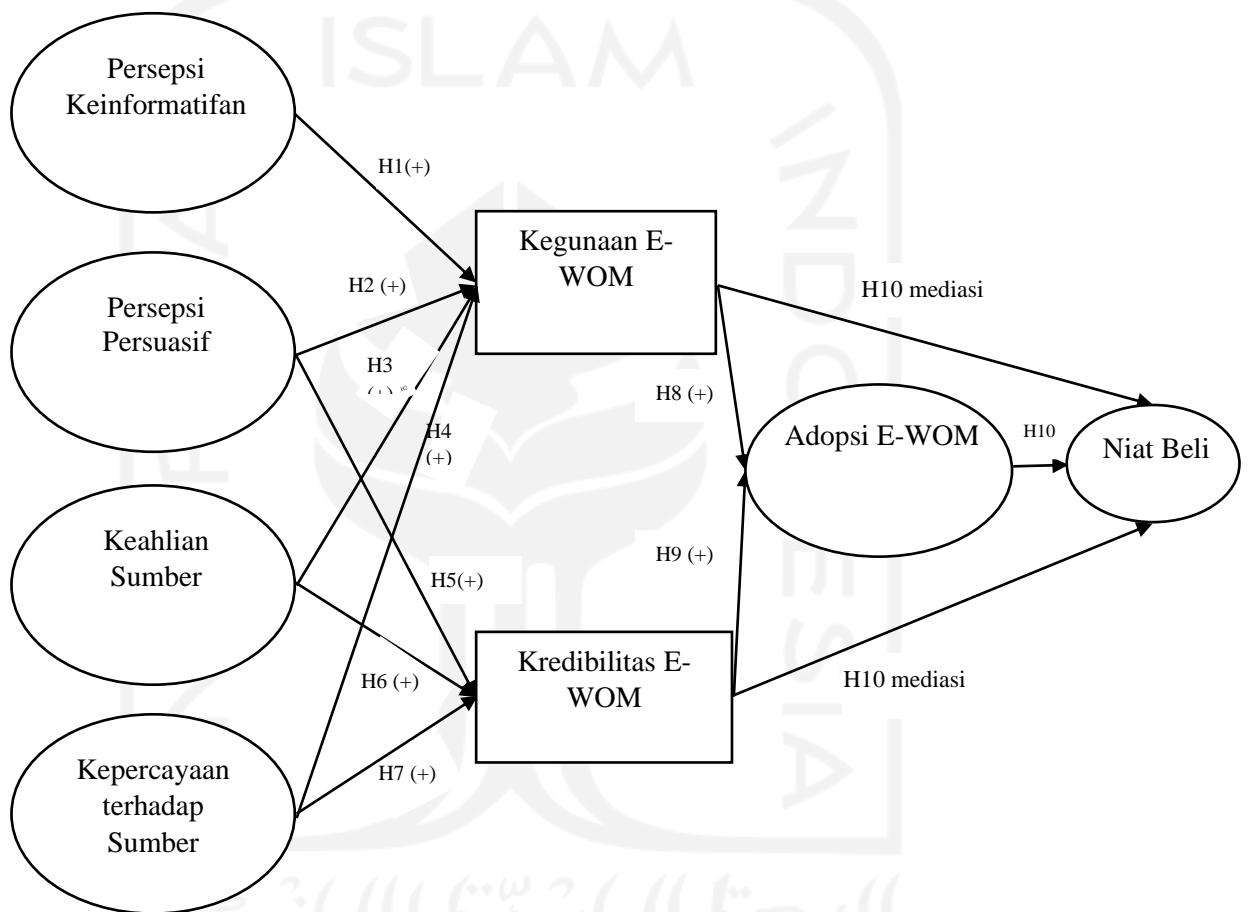 ISLAM
INDONESIA
Persepsi
Keinformatifan
H1(+)
Kegunaan E-
WOM
Persepsi
Persuasif
H2 (+)
H10 mediasi
H3
(+)
H8 (+)
H4
(+)
Adopsi E-WOM
H10
Niat Beli
Keahlian
Sumber
H9 (+)
H5(+)
Kredibilitas E-
WOM
H6 (+)
H10 mediasi
Kepercayaan
terhadap
Sumber
H7 (+)